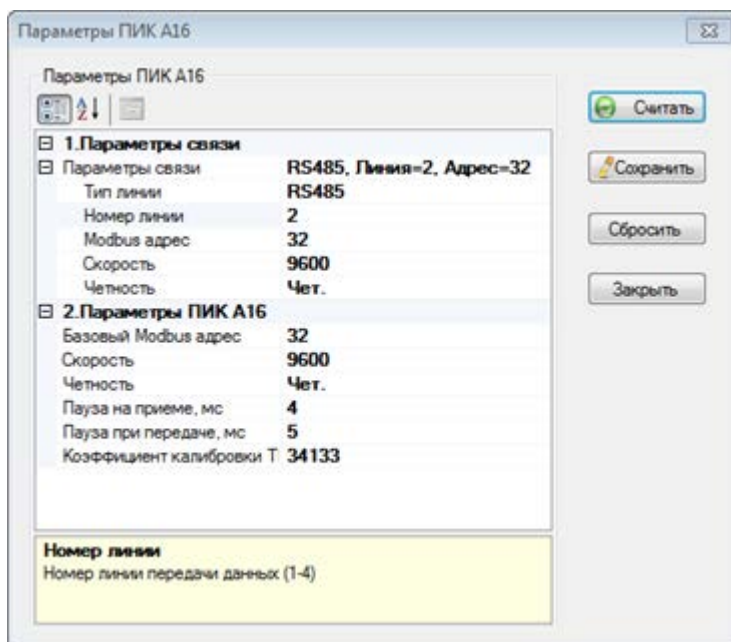 Параметры ПИК А16
Параметры ПИК А16
1.Параметры связи
Параметры связи RS485, Линия=2, Адрес=32
Тип линии RS485
Номер линии 2
Modbus адрес 32
Скорость 9600
Четность Чет.
2.Параметры ПИК А16
Базовый Modbus адрес 32
Скорость 9600
Четность Чет.
Пауза на приеме, мс 4
Пауза при передаче, мс 5
Коэффициент калибровки Т 34133
Номер линии
Номер линии передачи данных (1-4)
Считать
Сохранить
Сбросить
Закрыть